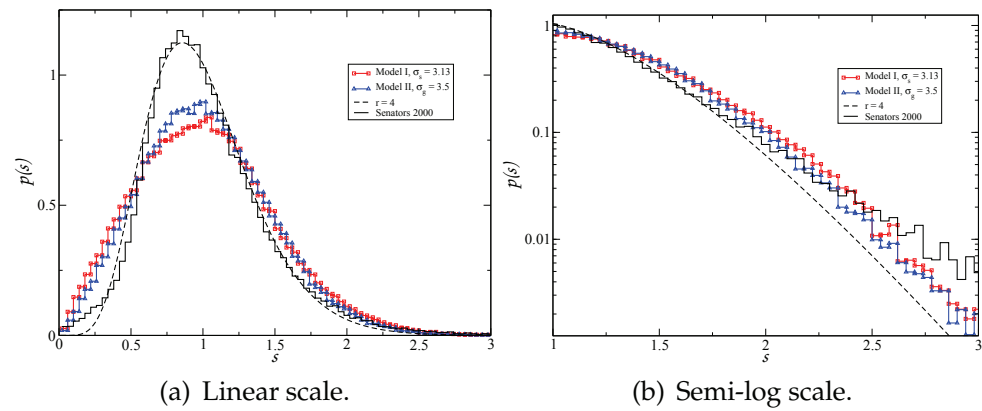 1
0.5
0
p(s)
0
0.5
1
1.5
2
2.5
3
s
Model I, σs = 3.13
Model II, σg = 3.5
r = 4
Senators 2000
(a) Linear scale.
1
0.1
0.01
p(s)
1
1.5
2
2.5
3
s
Model I, σs = 3.13
Model II, σg = 3.5
r = 4
Senators 2000
(b) Semi-log scale.